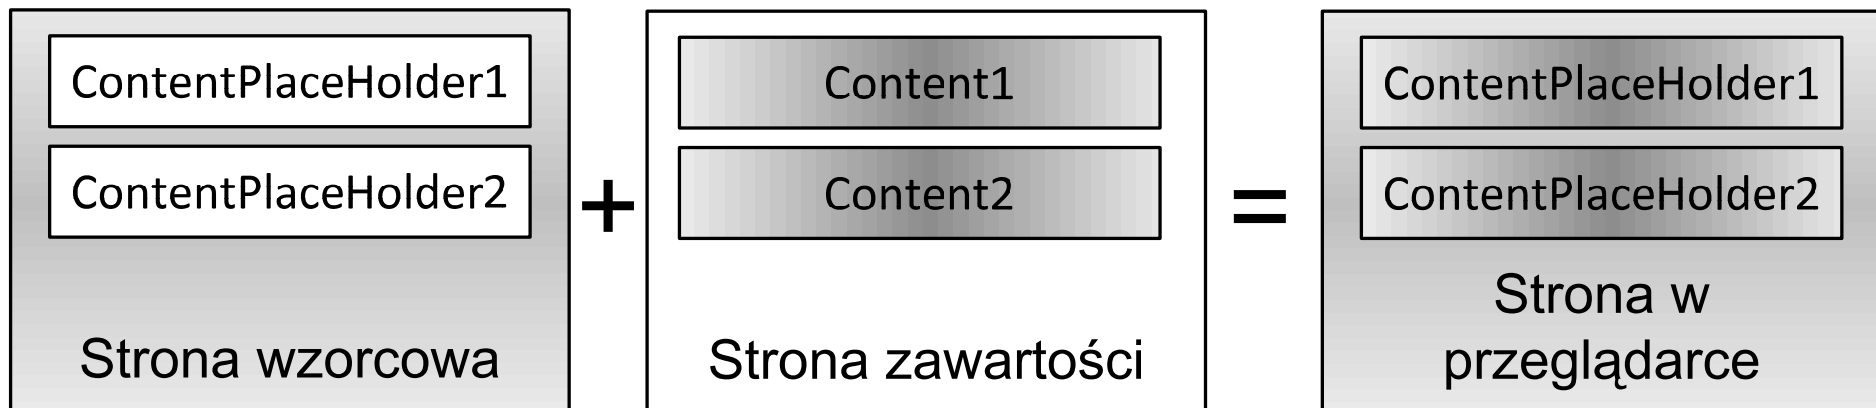 ContentPlaceHolder1
ContentPlaceHolder2
Strona wzorcowa
+
Content1
Content2
Strona zawartości
=
ContentPlaceHolder1
ContentPlaceHolder2
Strona w
przeglądarce